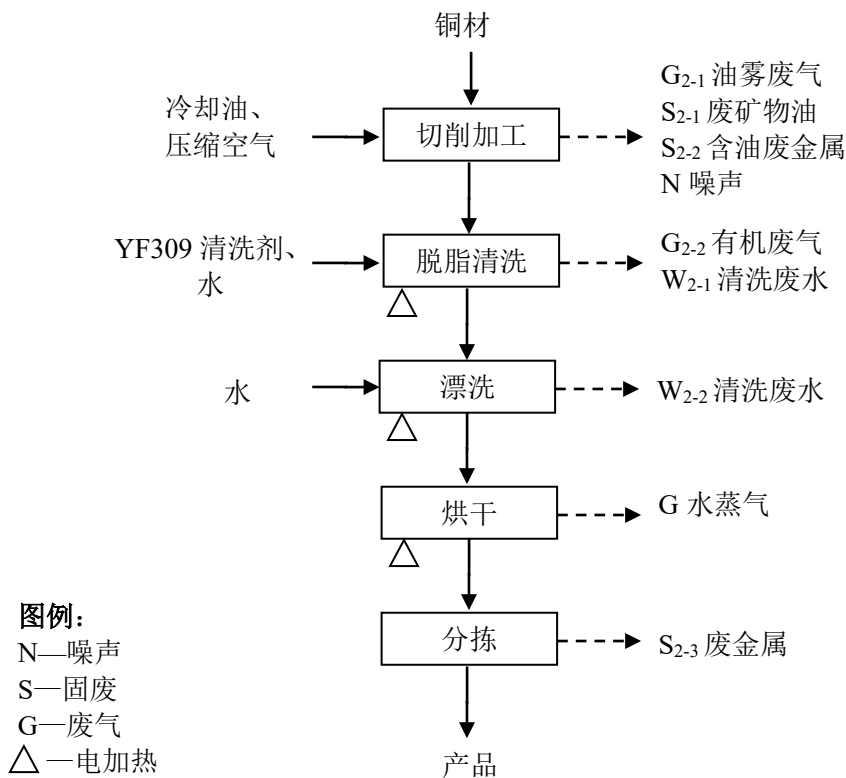 铜材
冷却油、
压缩空气
切削加工
G2-1 油雾废气
S2-1 废矿物油
S2-2 含油废金属
N 噪声
YF309 清洗剂、
水
脱脂清洗
G2-2 有机废气
W2-1 清洗废水
水
漂洗
W2-2 清洗废水
烘干
G 水蒸气
分拣
S2-3 废金属
产品
图例：
N—噪声
S—固废
G—废气
△—电加热